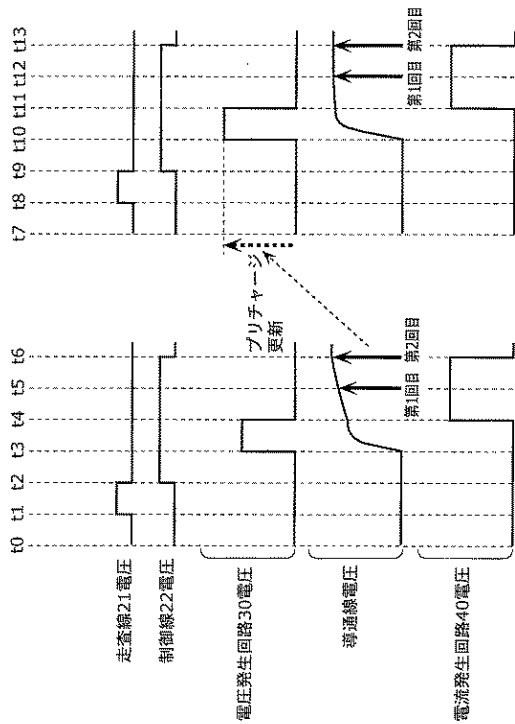 t0
t1
t2
t3
t4
t5
t6
t7
t8
t9
t10
t11
t12
t13
走査線21電圧
制御線22電圧
電圧発生回路30電圧
プリチャージ
更新
導通線電圧
第1回目
第2回目
第1回目
第2回目
電流発生回路40電圧